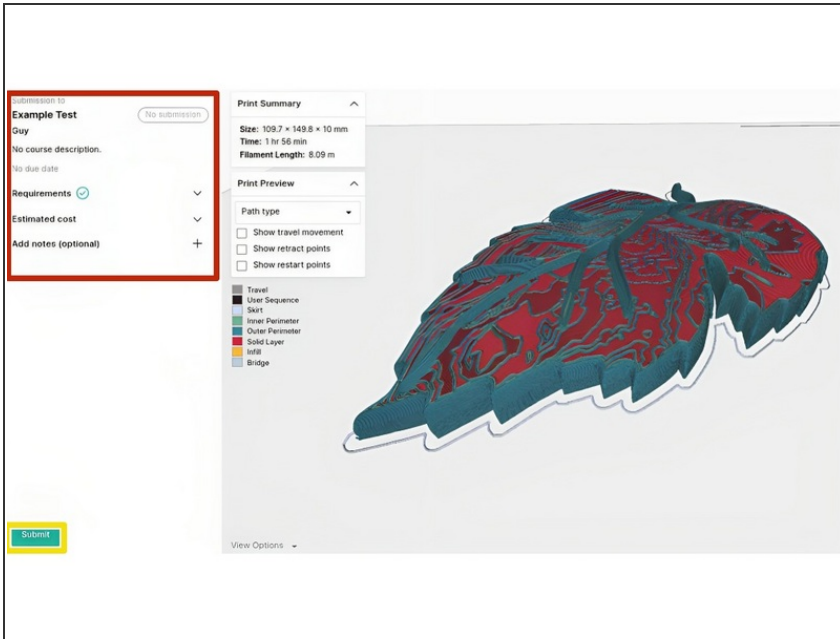 Submission to
Example Test
No submission
Guy
No course description.
No due date
Requirements
Estimated cost
Add notes (optional)
Submit
Print Summary
Size: 109.7 × 149.8 × 10 mm
Time: 1 hr 56 min
Filament Length: 8.09 m
Print Preview
Path type
Show travel movement
Show retract points
Show restart points
Travel
User Sequence
Skirt
Inner Perimeter
Outer Perimeter
Solid Layer
Infill
Bridge
View Options